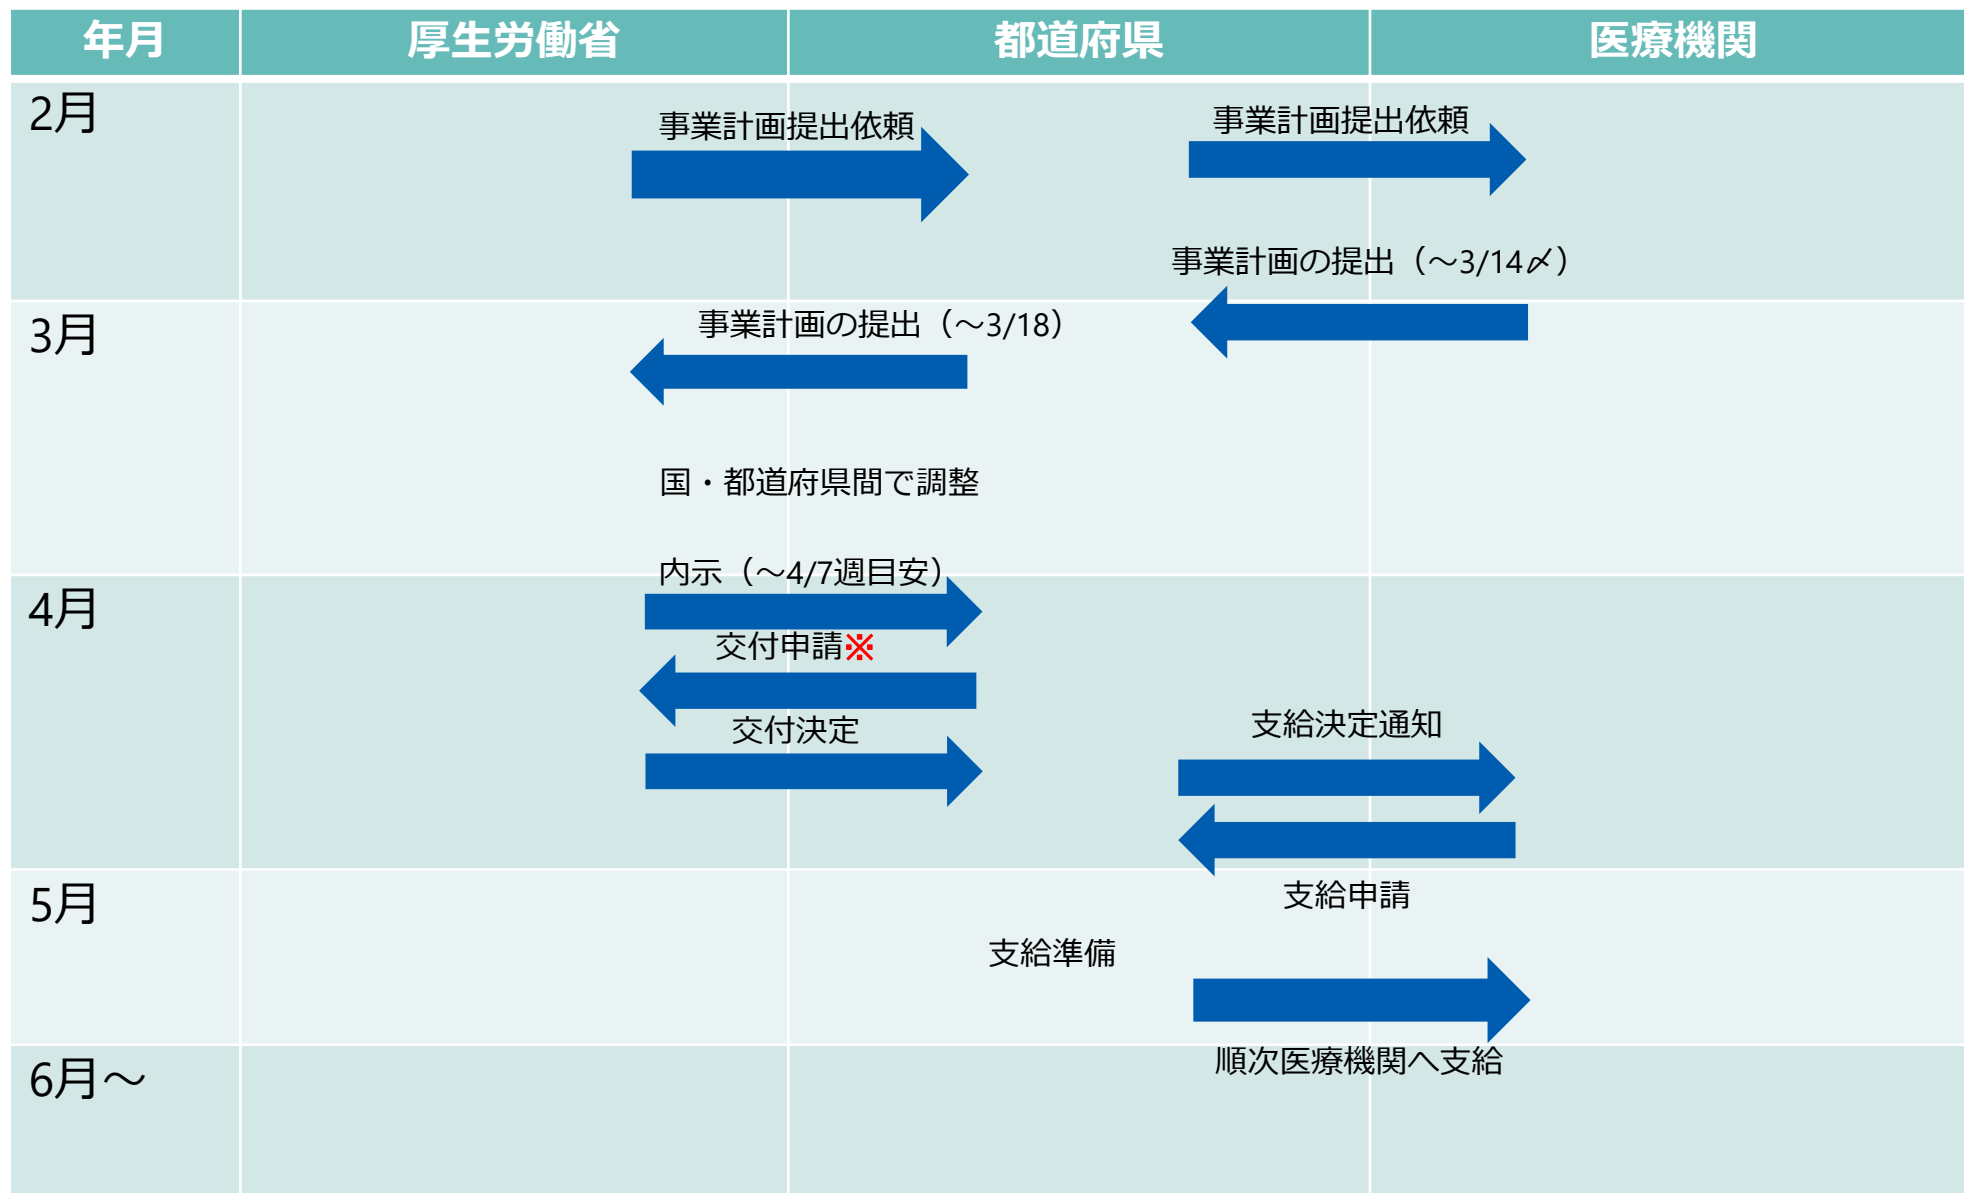 年月
厚生労働省
都道府県
医療機関
2月
事業計画提出依頼
事業計画提出依頼
事業計画の提出（～3/14〆）
3月
事業計画の提出（～3/18）
国・都道府県間で調整
内示（～4/7週目安）
4月
交付申請※
交付決定
支給決定通知
5月
支給申請
支給準備
順次医療機関へ支給
6月～